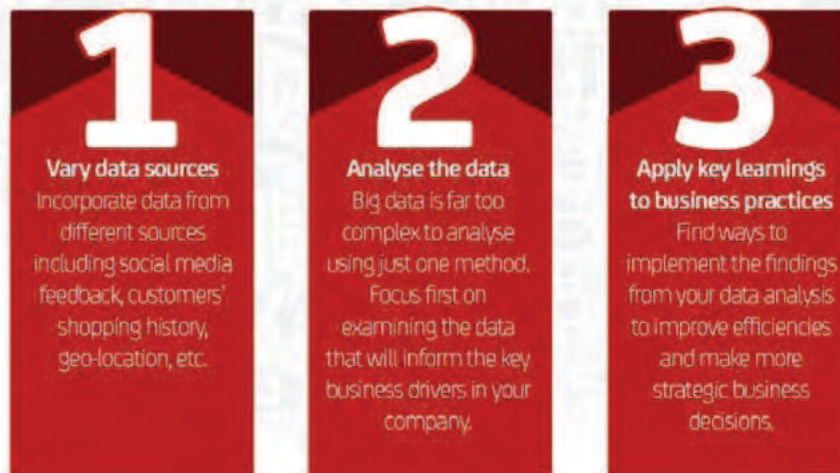 1
Vary data sources
Incorporate data from
different sources
including social media
feedback, customers'
shopping history,
geo-location, etc.
2
Analyse the data
Big data is far too
complex to analyse
using just one method.
Focus first on
examining the data
that will inform the key
business drivers in your
company.
3
Apply key learnings
to business practices
Find ways to
implement the findings
from your data analysis
to improve efficiencies
and make more
strategic business
decisions.